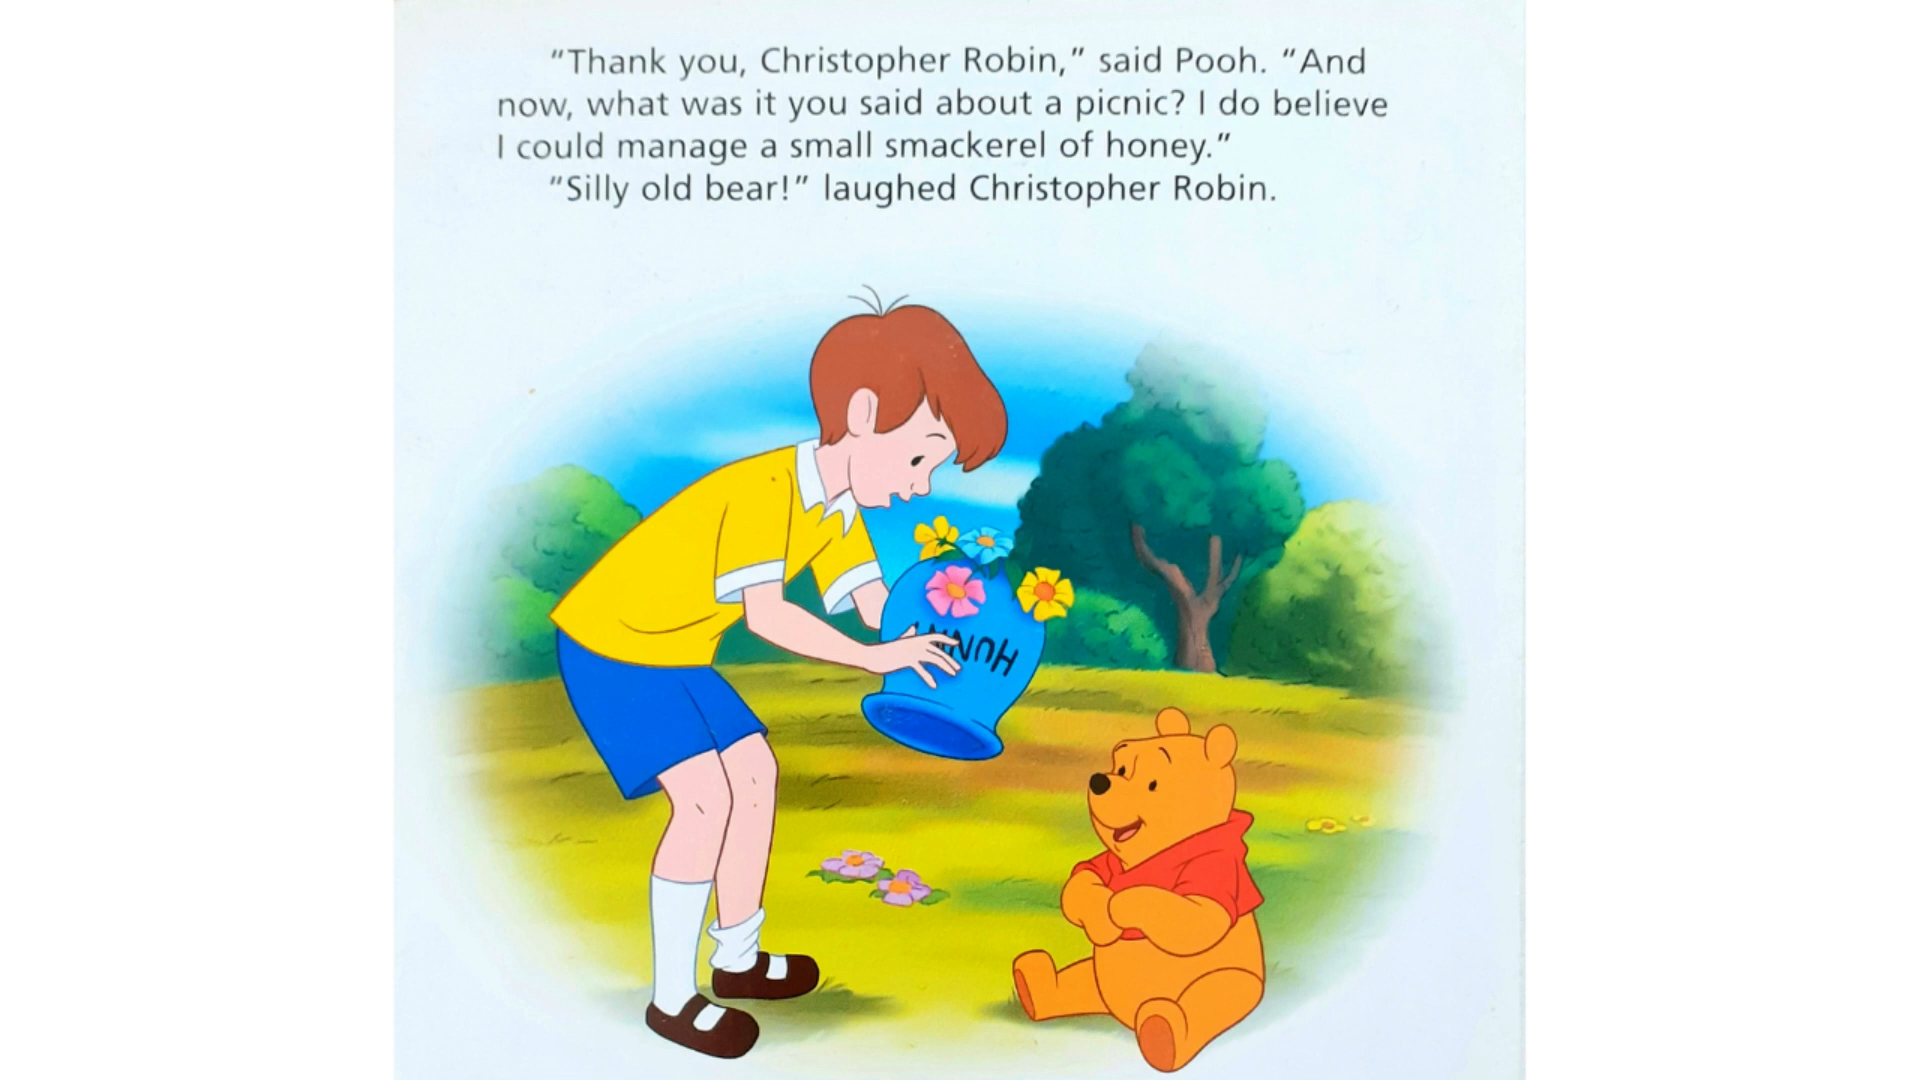 “Thank you, Christopher Robin,” said Pooh. “And
now, what was it you said about a picnic? I do believe
I could manage a small smackerel of honey.”
“Silly old bear!” laughed Christopher Robin.